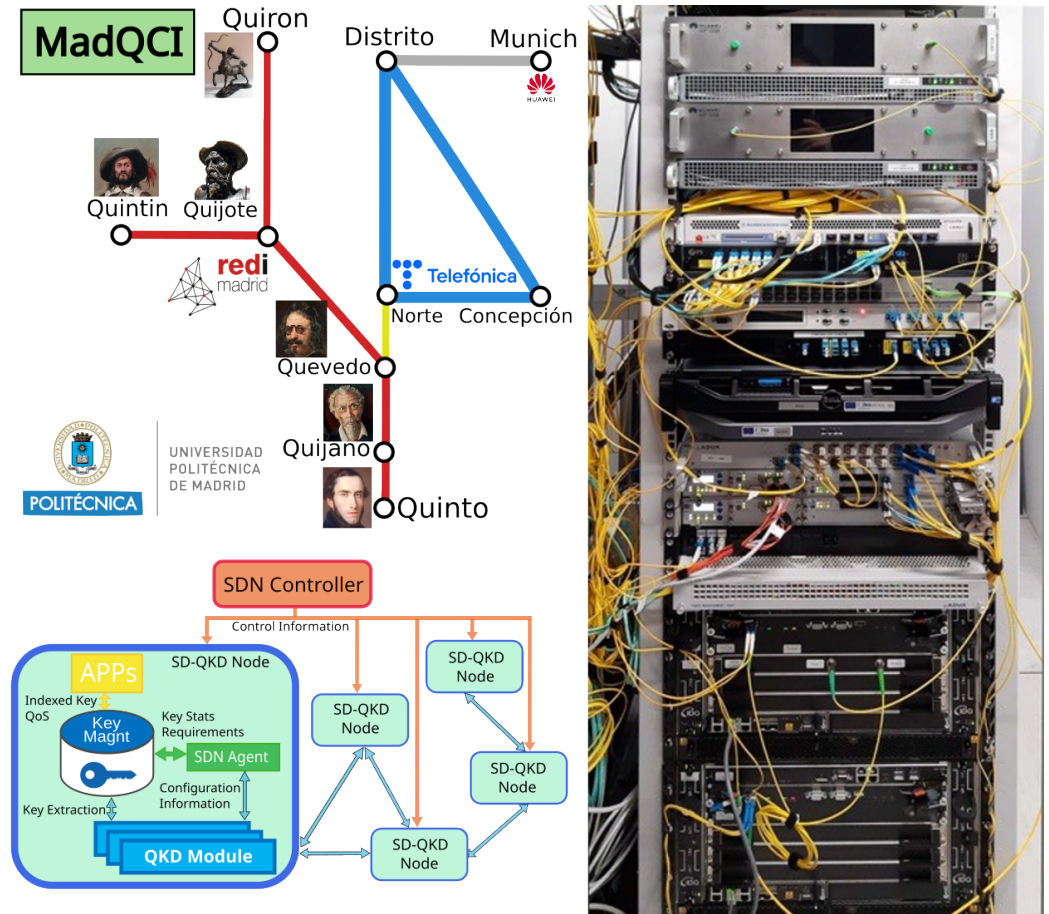 MadQCI
Quiron
Distrito
Munich
HUAWEI
Quintin
Quijote
redi
madrid
Telefónica
Norte
Concepción
Quevedo
Quijano
Quinto
POLITÉCNICA
UNIVERSIDAD
POLITÉCNICA
DE MADRID
SDN Controller
Control Information
SD-QKD Node
APPs
Indexed Key
QoS
Key
Magnt
Key Stats
Requirements
SDN Agent
Configuration
Information
Key Extraction
QKD Module
SD-QKD
Node
SD-QKD
Node
SD-QKD
Node
SD-QKD
Node
HUAWEI